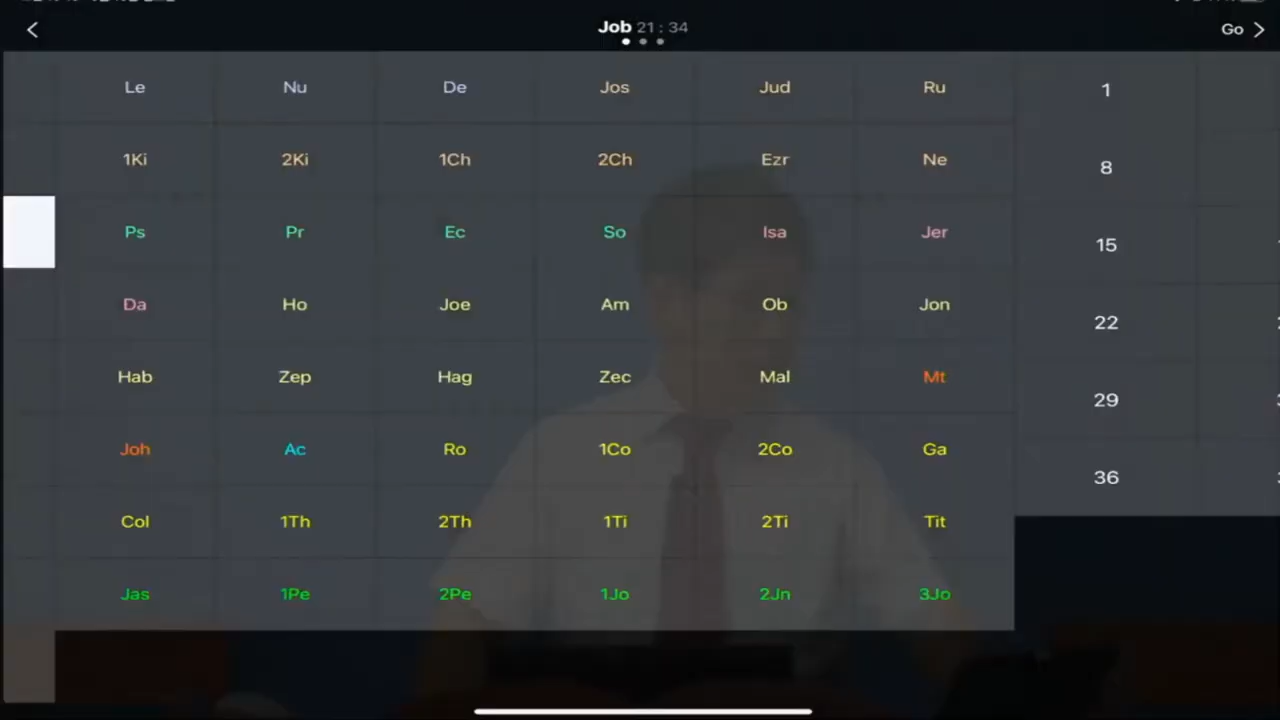 Job 21 : 34
Go
Le Nu De Jos Jud Ru 1
1Ki 2Ki 1Ch 2Ch Ezr Ne 8
Ps Pr Ec So Isa Jer 15
Da Ho Joe Am Ob Jon 22
Hab Zep Hag Zec Mal Mt 29
Joh Ac Ro 1Co 2Co Ga 36
Col 1Th 2Th 1Ti 2Ti Tit
Jas 1Pe 2Pe 1Jo 2Jn 3Jo